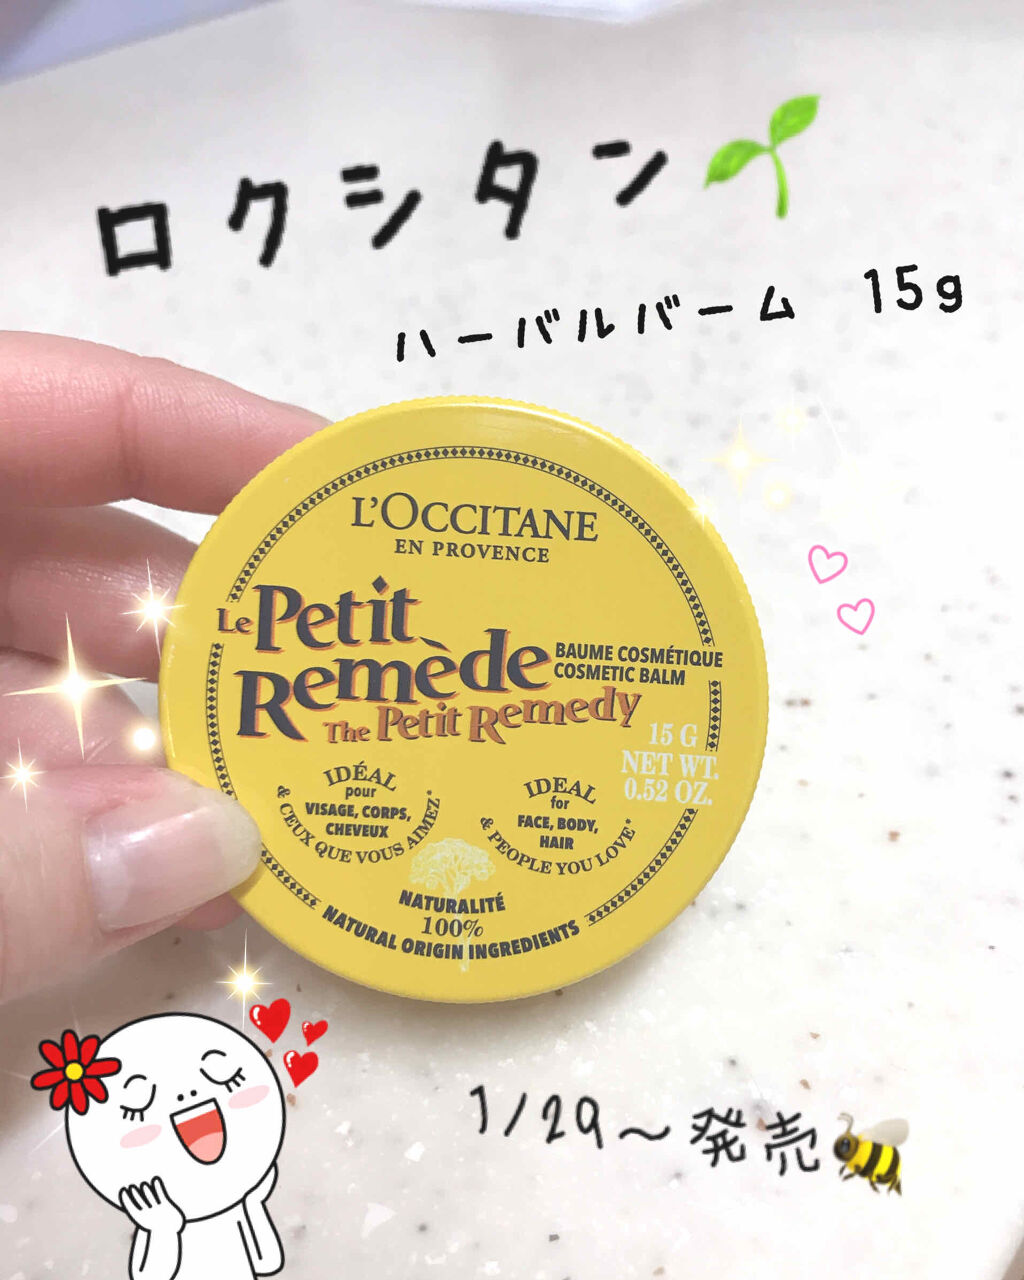 ロクシタン
ハーバルバーム 15g
L'OCCITANE
EN PROVENCE
Le Petit
Remède
BAUME COSMÉTIQUE
COSMETIC BALM
The Petit Remedy
15 G
NET WT.
0.52 OZ.
IDÉAL
pour
VISAGE, CORPS,
CHEVEUX
& CEUX QUE VOUS AIMEZ*
IDEAL
for
FACE, BODY,
HAIR
& PEOPLE YOU LOVE*
NATURALITÉ
100%
NATURAL ORIGIN INGREDIENTS
1/29〜発売